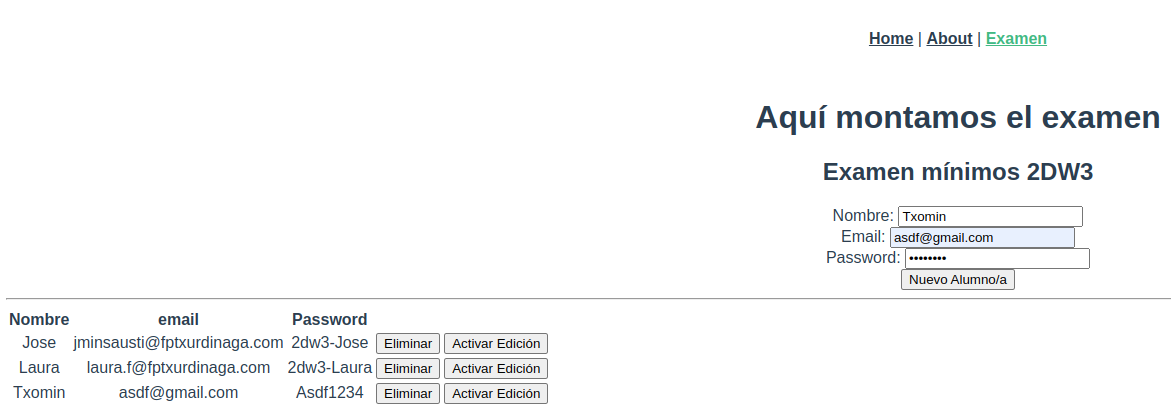 Home | About | Examen
Aquí montamos el examen
Examen mínimos 2DW3
Nombre: Txomin
Email: asdf@gmail.com
Password: ••••••••
Nuevo Alumno/a
Nombre email Password
Jose jminsausti@fptxurdinaga.com 2dw3-Jose Eliminar Activar Edición
Laura laura.f@fptxurdinaga.com 2dw3-Laura Eliminar Activar Edición
Txomin asdf@gmail.com Asdf1234 Eliminar Activar Edición